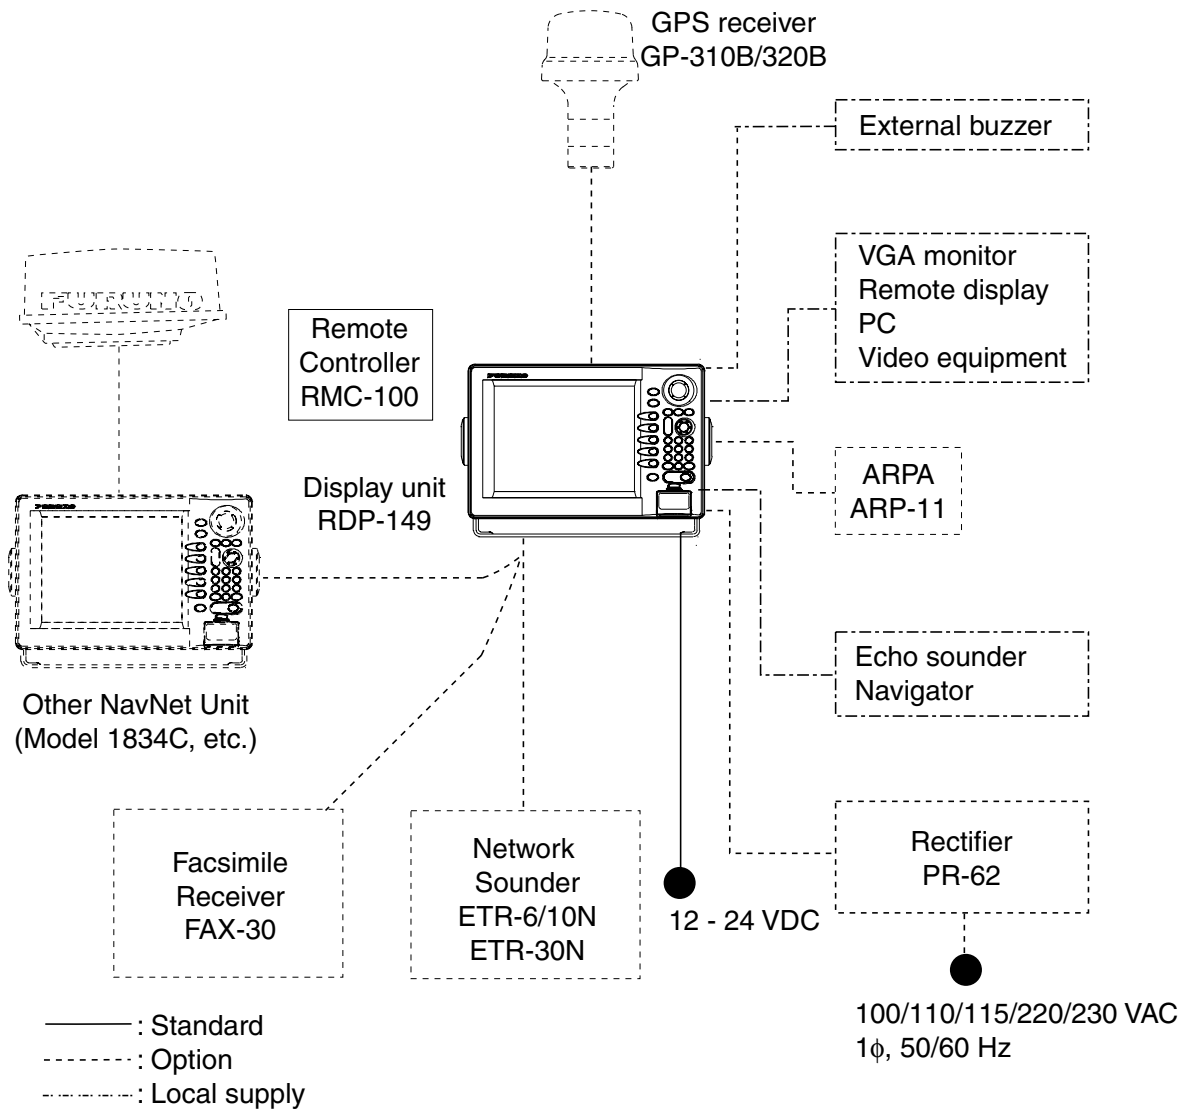 GPS receiver
GP-310B/320B
External buzzer
VGA monitor
Remote display
PC
Video equipment
FURUNO
Remote
Controller
RMC-100
FURUNO
Display unit
RDP-149
ARPA
ARP-11
FURUNO
Echo sounder
Navigator
Other NavNet Unit
(Model 1834C, etc.)
Facsimile
Receiver
FAX-30
Network
Sounder
ETR-6/10N
ETR-30N
12 - 24 VDC
Rectifier
PR-62
100/110/115/220/230 VAC
1ϕ, 50/60 Hz
: Standard
: Option
: Local supply